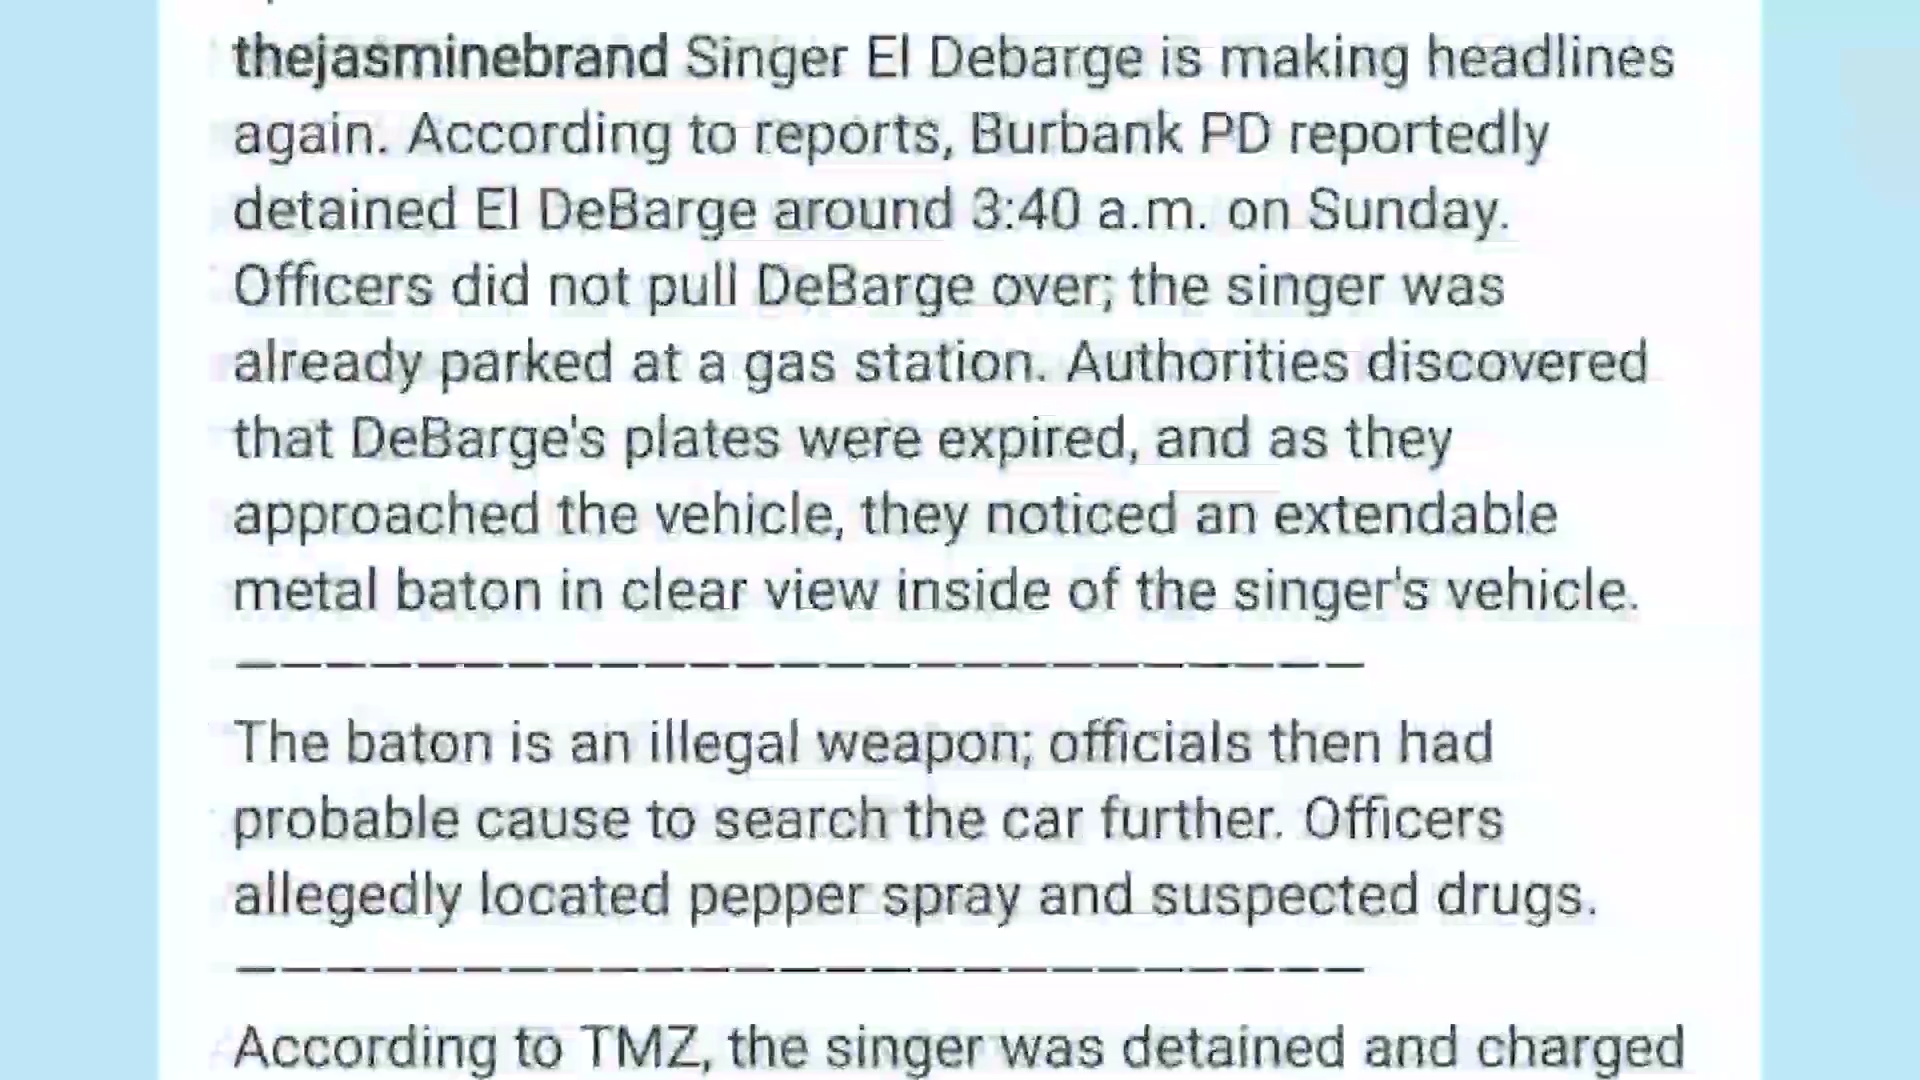 thejasminebrand Singer El Debarge is making headlines
again. According to reports, Burbank PD reportedly
detained El DeBarge around 3:40 a.m. on Sunday.
Officers did not pull DeBarge over; the singer was
already parked at a gas station. Authorities discovered
that DeBarge's plates were expired, and as they
approached the vehicle, they noticed an extendable
metal baton in clear view inside of the singer's vehicle.
—————————————————————————
The baton is an illegal weapon; officials then had
probable cause to search the car further. Officers
allegedly located pepper spray and suspected drugs.
—————————————————————————
According to TMZ, the singer was detained and charged